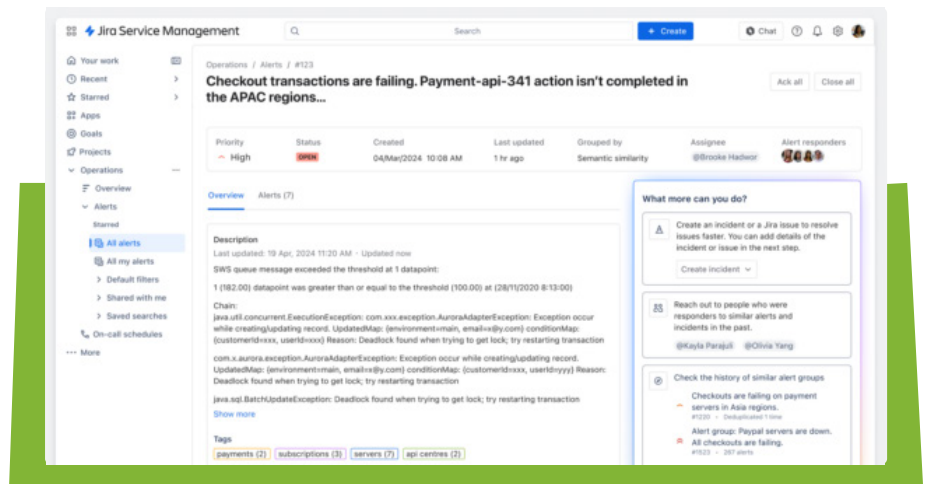 Jira Service Management
Search
+ Create
Chat
Your work
Recent
Starred
Apps
Goals
Projects
Operations
Overview
Alerts
Starred
All alerts
All my alerts
Default filters
Shared with me
Saved searches
On-call schedules
More
Operations / Alerts / #123
Checkout transactions are failing. Payment-api-341 action isn't completed in
the APAC regions...
Ack all
Close all
Priority
Status
Created
Last updated
Grouped by
Assignee
Alert responders
High
OPEN
04/Mar/2024 10:08 AM
1 hr ago
Semantic similarity
@Brooke Hadwor
Overview
Alerts (7)
Description
Last updated: 19 Apr, 2024 11:20 AM · Updated now
SWS queue message exceeded the threshold at 1 datapoint:
1 (182.00) datapoint was greater than or equal to the threshold (100.00) at (28/11/2020 8:13:00)
Chain:
java.util.concurrent.ExecutionException: com.xxx.exception.AuroraAdapterException: Exception occur
while creating/updating record. UpdatedMap: {environment=main, email=x@y.com} conditionMap:
{customerId=xxx, userId=xxx} Reason: Deadlock found when trying to get lock; try restarting transaction
com.x.aurora.exception.AuroraAdapterException: Exception occur while creating/updating record.
UpdatedMap: {environment=main, email=x@y.com} conditionMap: {customerId=xxx, userId=yyy} Reason:
Deadlock found when trying to get lock; try restarting transaction
java.sql.BatchUpdateException: Deadlock found when trying to get lock; try restarting transaction
Show more
Tags
payments (2)
subscriptions (3)
servers (7)
api centres (2)
What more can you do?
Create an incident or a Jira issue to resolve
issues faster. You can add details of the
incident or issue in the next step.
Create incident
Reach out to people who were
responders to similar alerts and
incidents in the past.
@Kayla Parajuli @Olivia Yang
Check the history of similar alert groups
Checkouts are failing on payment
servers in Asia regions.
#1220 · Deduplicated 1 time
Alert group: Paypal servers are down.
All checkouts are failing.
#1523 · 267 alerts